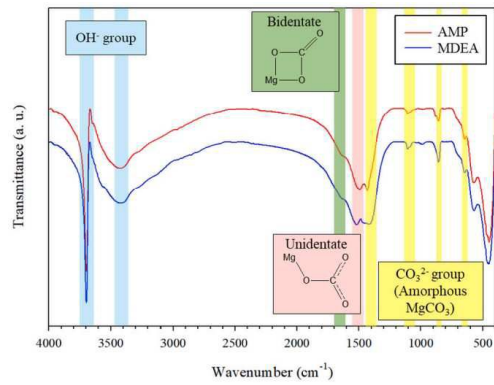 Bidentate
O
O
C
Mg
O
OH- group
AMP
MDEA
Transmittance (a. u.)
Unidentate
Mg
O
O
C
O
CO₃²⁻ group
(Amorphous
MgCO₃)
4000 3500 3000 2500 2000 1500 1000 500
Wavenumber (cm⁻¹)